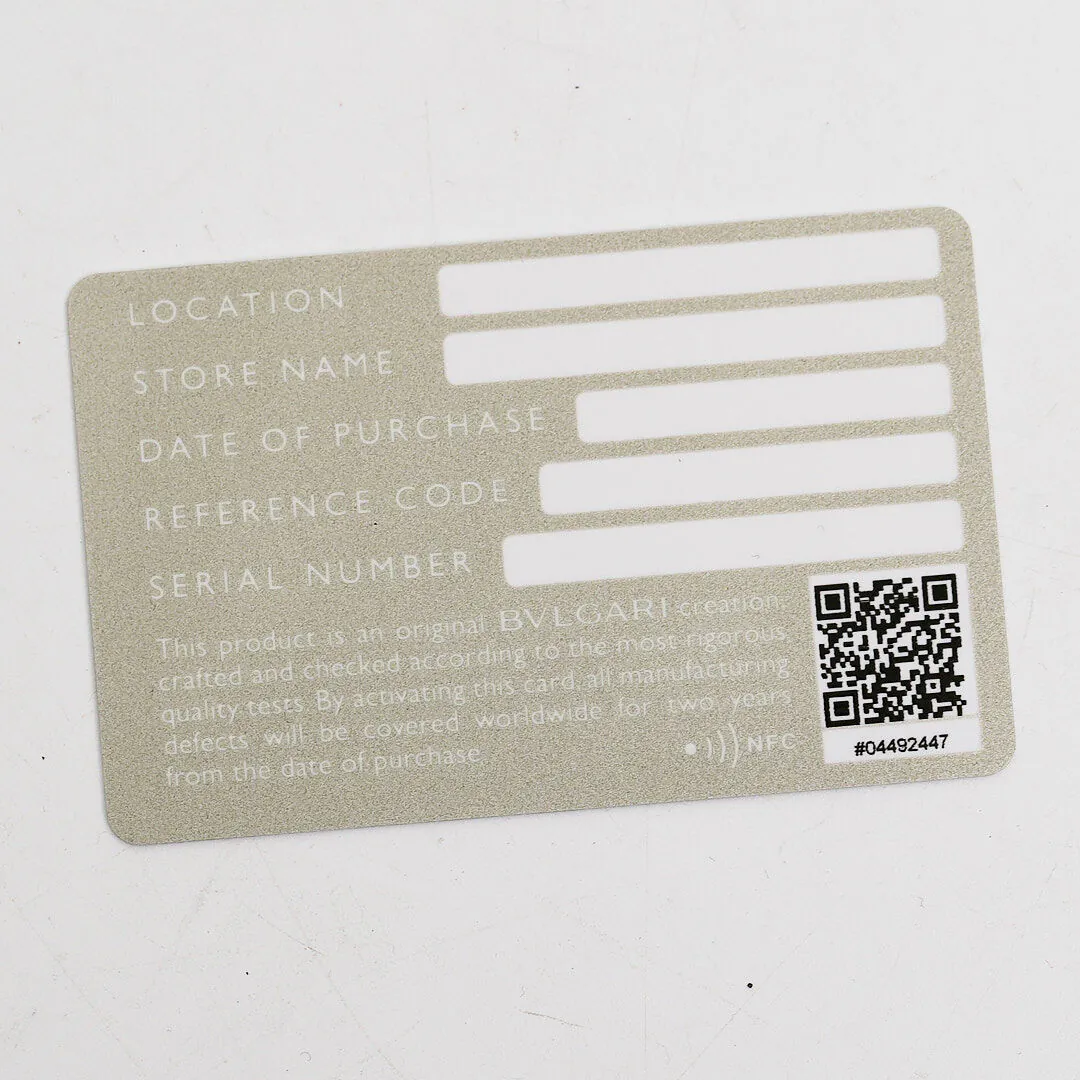 LOCATION
STORE NAME
DATE OF PURCHASE
REFERENCE CODE
SERIAL NUMBER
This product is an original BVLGARI creation,
crafted and checked according to the most rigorous
quality tests. By activating this card all manufacturing
defects will be covered worldwide for two years
from the date of purchase
NFC
#04492447